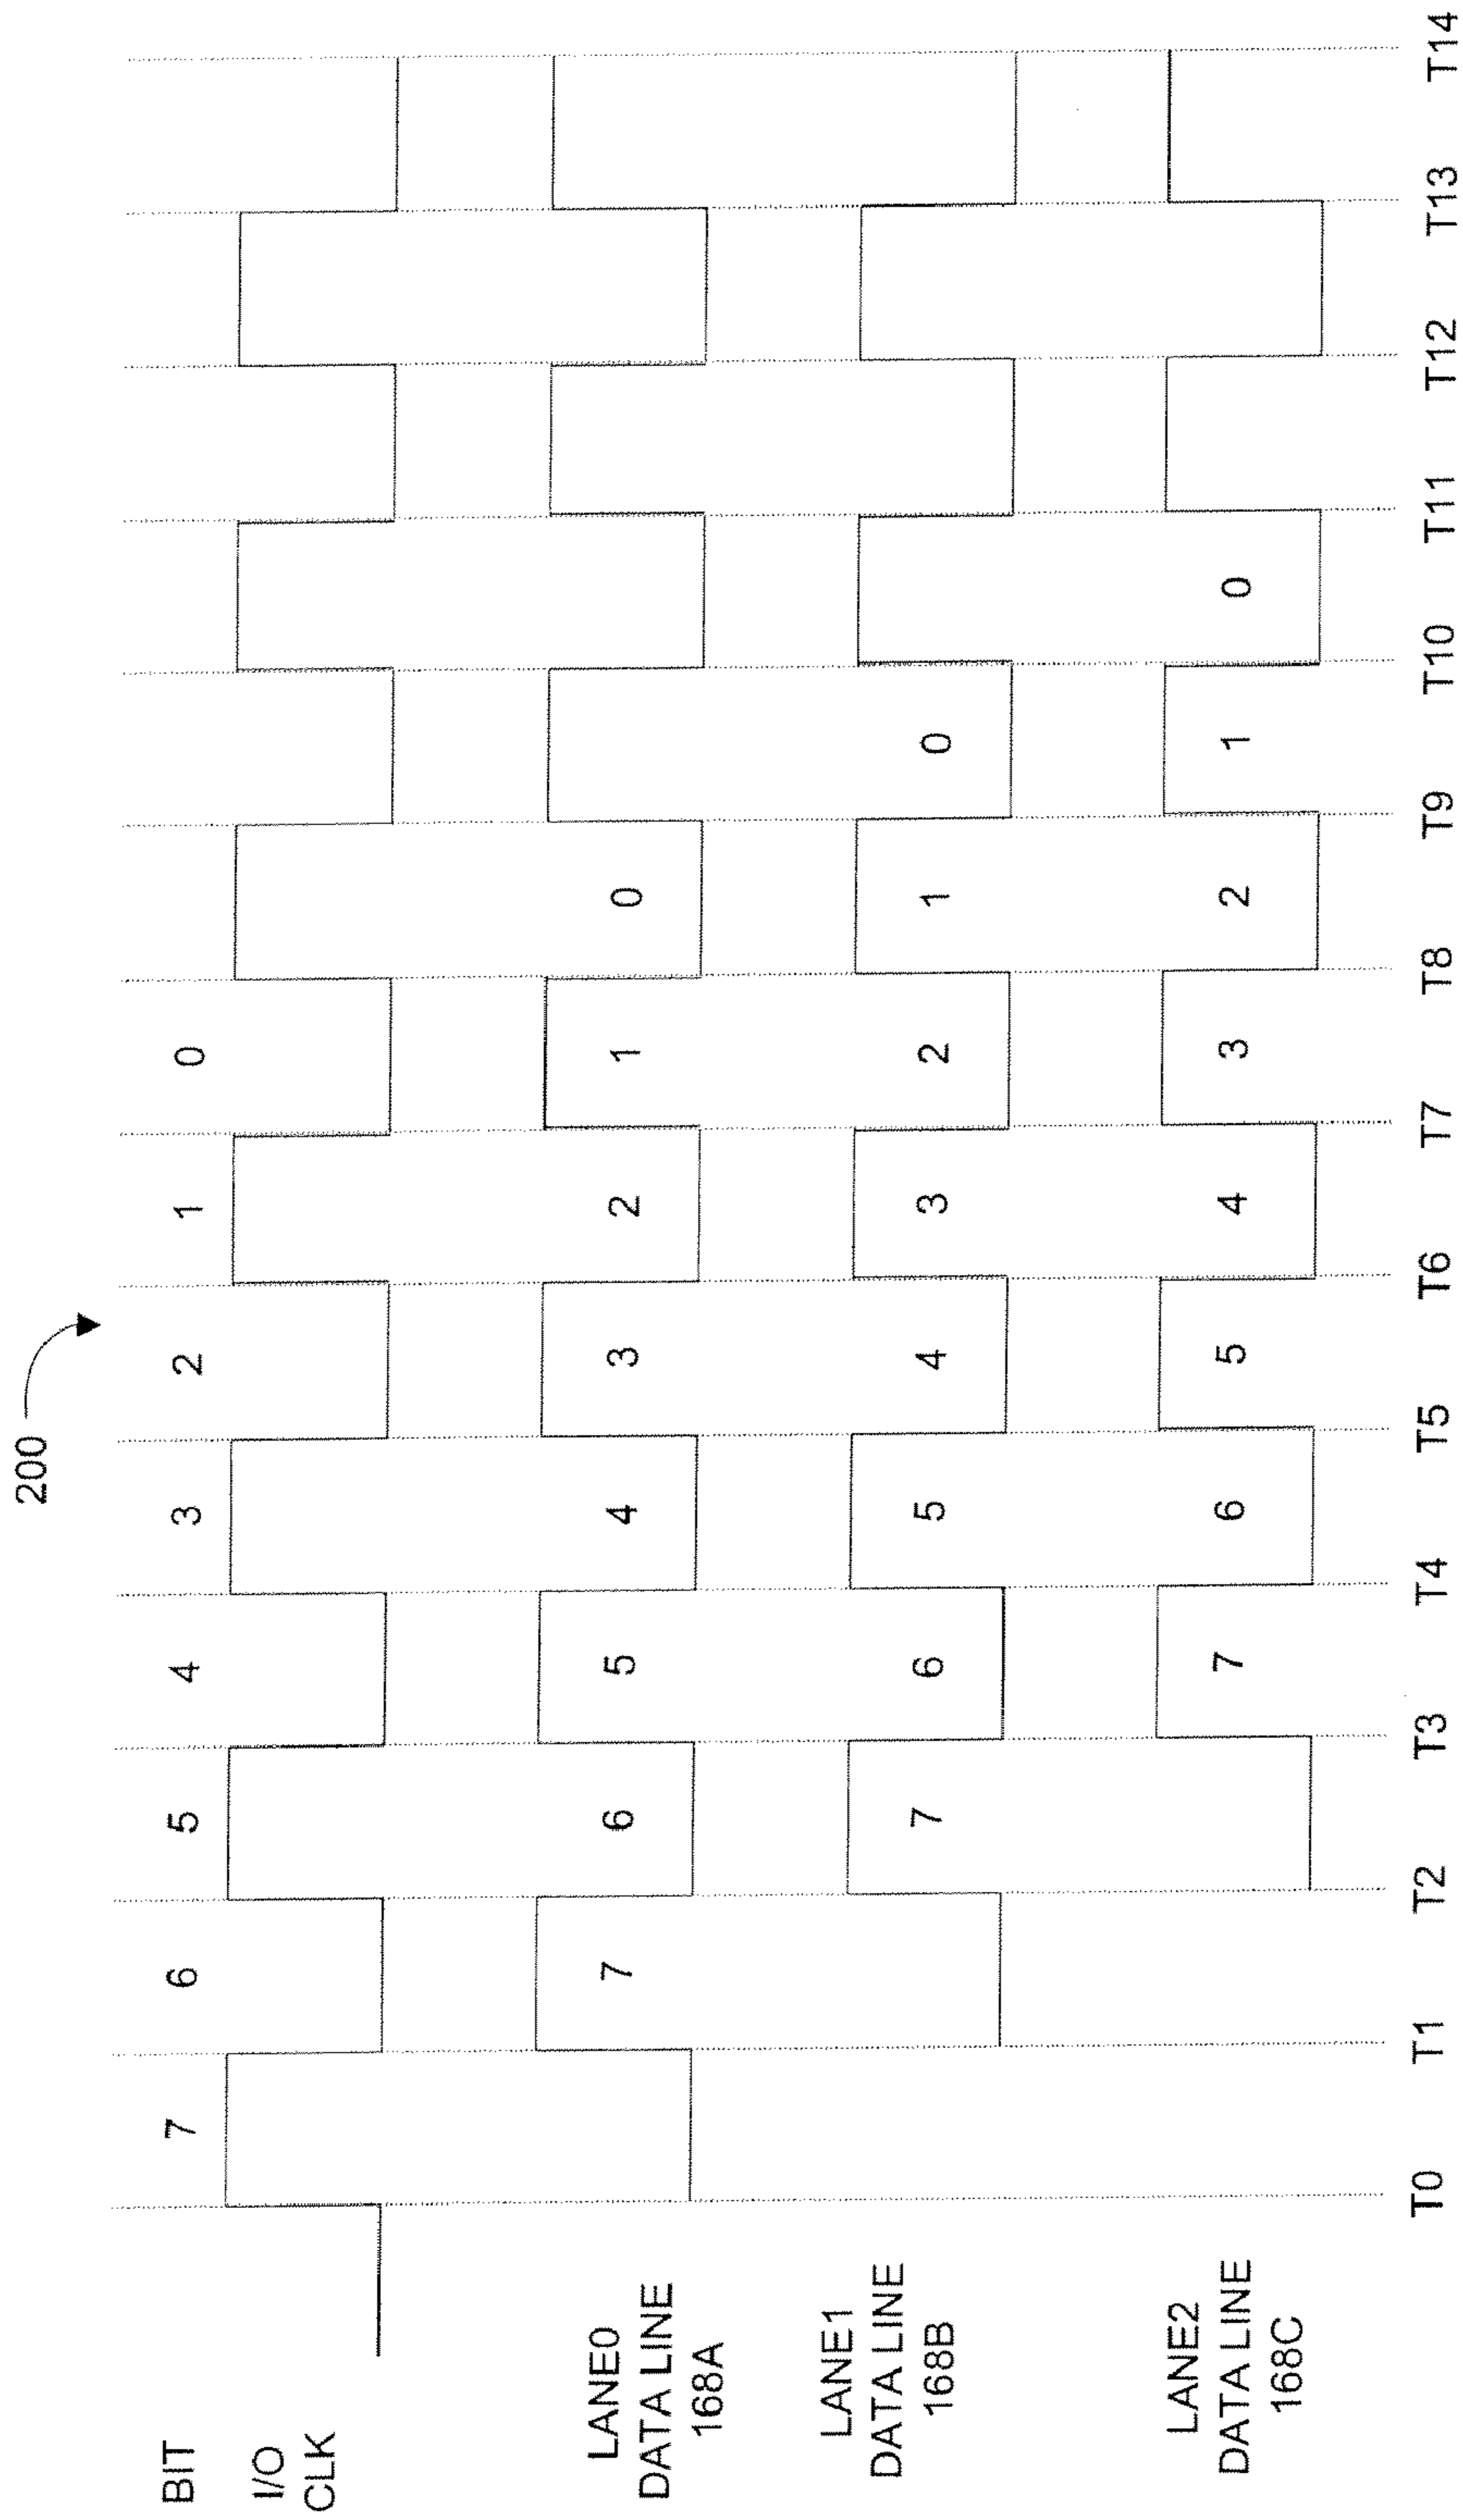 200
BIT 7 6 5 4 3 2 1 0
I/O
CLK
LANE0
DATA LINE
168A
7 6 5 4 3 2 1 0
LANE1
DATA LINE
168B
7 6 5 4 3 2 1 0
LANE2
DATA LINE
168C
7 6 5 4 3 2 1 0
T0 T1 T2 T3 T4 T5 T6 T7 T8 T9 T10 T11 T12 T13 T14